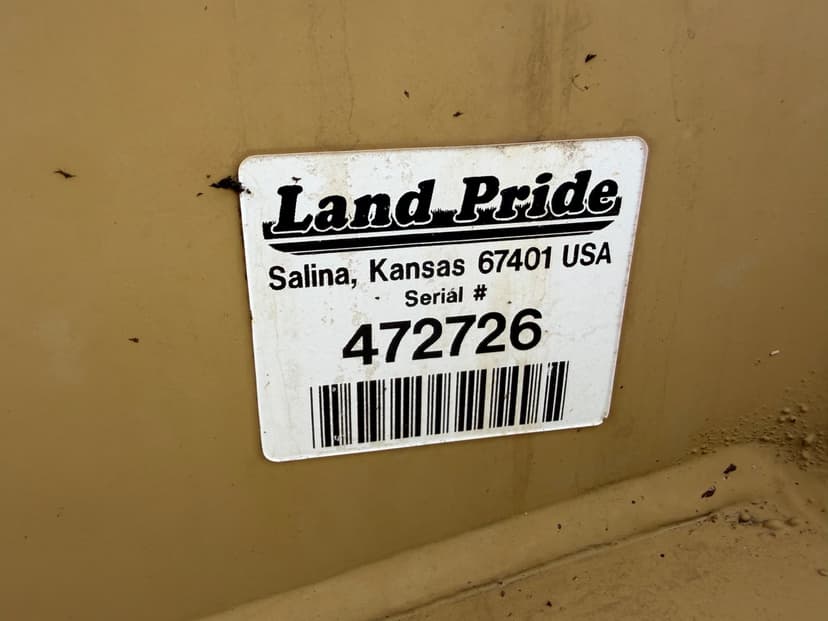 Land Pride
Salina, Kansas 67401 USA
Serial #
472726